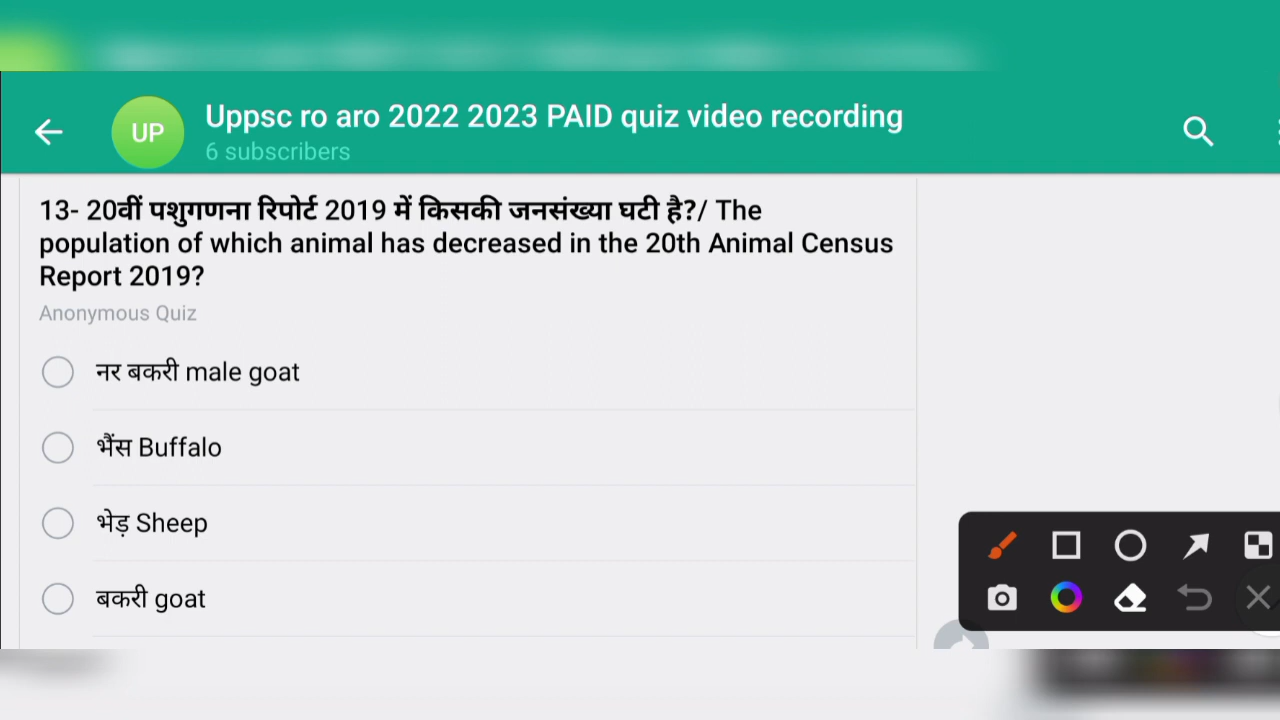 UP
Uppsc ro aro 2022 2023 PAID quiz video recording
6 subscribers
13- 20वीं पशुगणना रिपोर्ट 2019 में किसकी जनसंख्या घटी है?/ The
population of which animal has decreased in the 20th Animal Census
Report 2019?
Anonymous Quiz
नर बकरी male goat
भैंस Buffalo
भेड़ Sheep
बकरी goat